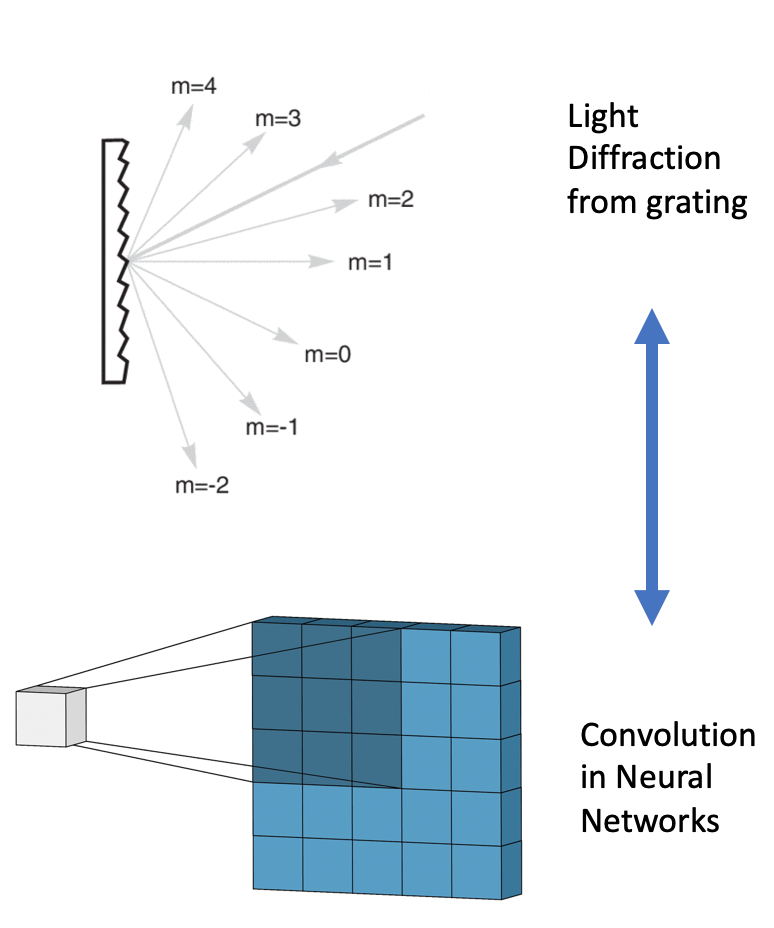 m=4
m=3
m=2
m=1
m=0
m=-1
m=-2
Light
Diffraction
from grating
Convolution
in Neural
Networks